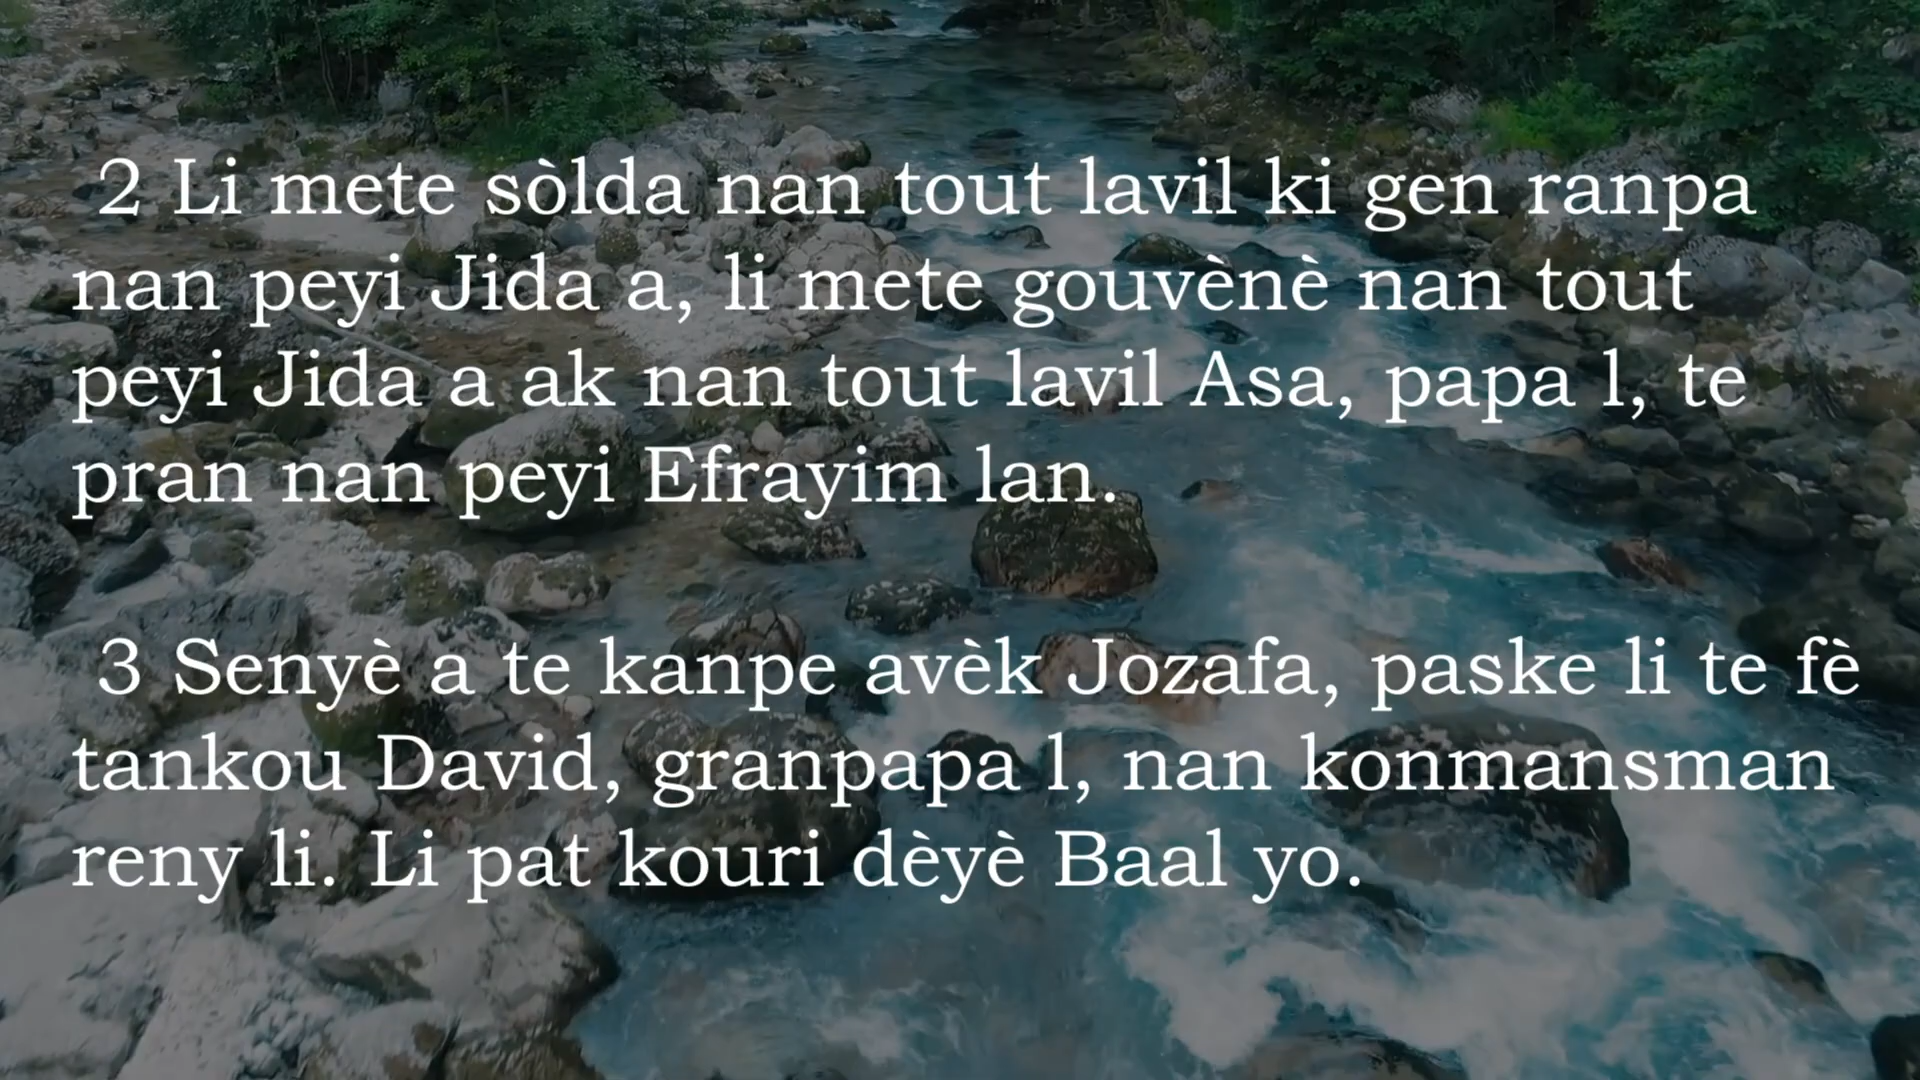 2 Li mete sòlda nan tout lavil ki gen ranpa
nan peyi Jida a, li mete gouvènè nan tout
peyi Jida a ak nan tout lavil Asa, papa l, te
pran nan peyi Efrayim lan.
3 Senyè a te kanpe avèk Jozafa, paske li te fè
tankou David, granpapa l, nan konmansman
reny li. Li pat kouri dèyè Baal yo.